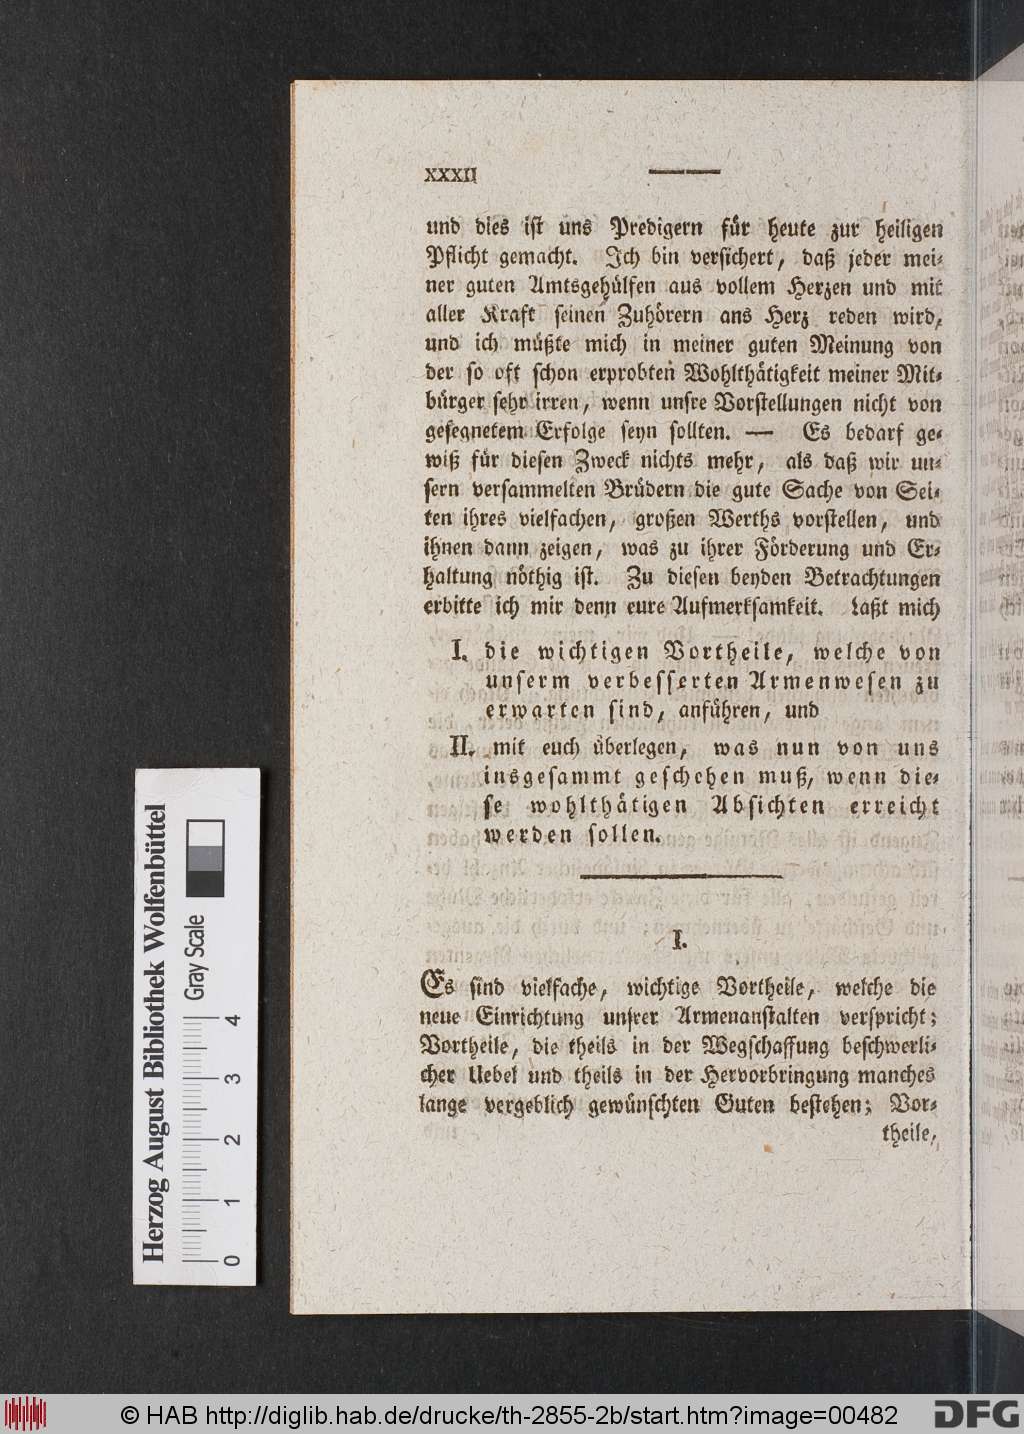 XXXII
und dies ist uns Predigern für heute zur heiligen
Pflicht gemacht. Ich bin versichert, daß jeder mei-
ner guten Amtsgehülfen aus vollem Herzen und mit
aller Kraft seinen Zuhörern ans Herz reden wird,
und ich müßte mich in meiner guten Meinung von
der so oft schon erprobten Wohlthätigkeit meiner Mit-
bürger sehr irren, wenn unsre Vorstellungen nicht von
gesegnetem Erfolge seyn sollten. — Es bedarf ge-
wiß für diesen Zweck nichts mehr, als daß wir un-
sern versammelten Brüdern die gute Sache von Sei-
ten ihres vielfachen, großen Werths vorstellen, und
ihnen dann zeigen, was zu ihrer Förderung und Er-
haltung nöthig ist. Zu diesen beyden Betrachtungen
erbitte ich mir denn eure Aufmerksamkeit. Laßt mich
I. die wichtigen Vortheile, welche von
unserm verbesserten Armenwesen zu
erwarten sind, anführen, und
II. mit euch überlegen, was nun von uns
insgesammt geschehen muß, wenn die-
se wohlthätigen Absichten erreicht
werden sollen.
I.
Es sind vielfache, wichtige Vortheile, welche die
neue Einrichtung unsrer Armenanstalten verspricht;
Vortheile, die theils in der Wegschaffung beschwerli-
cher Uebel und theils in der Hervorbringung manches
lange vergeblich gewünschten Guten bestehen; Vor-
theile,
Herzog August Bibliothek Wolfenbüttel
Gray Scale
0 1 2 3 4
© HAB http://diglib.hab.de/drucke/th-2855-2b/start.htm?image=00482
DFG